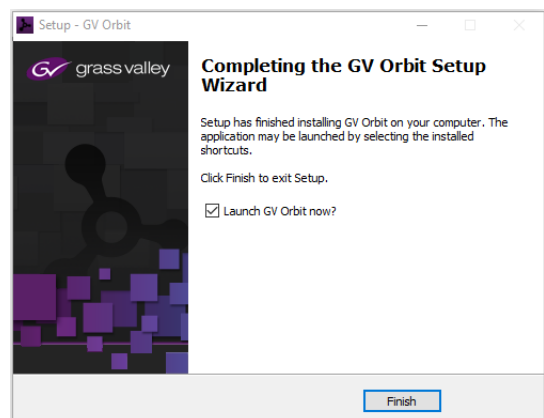 Setup - GV Orbit
GV grass valley
Completing the GV Orbit Setup
Wizard
Setup has finished installing GV Orbit on your computer. The
application may be launched by selecting the installed
shortcuts.
Click Finish to exit Setup.
Launch GV Orbit now?
Finish